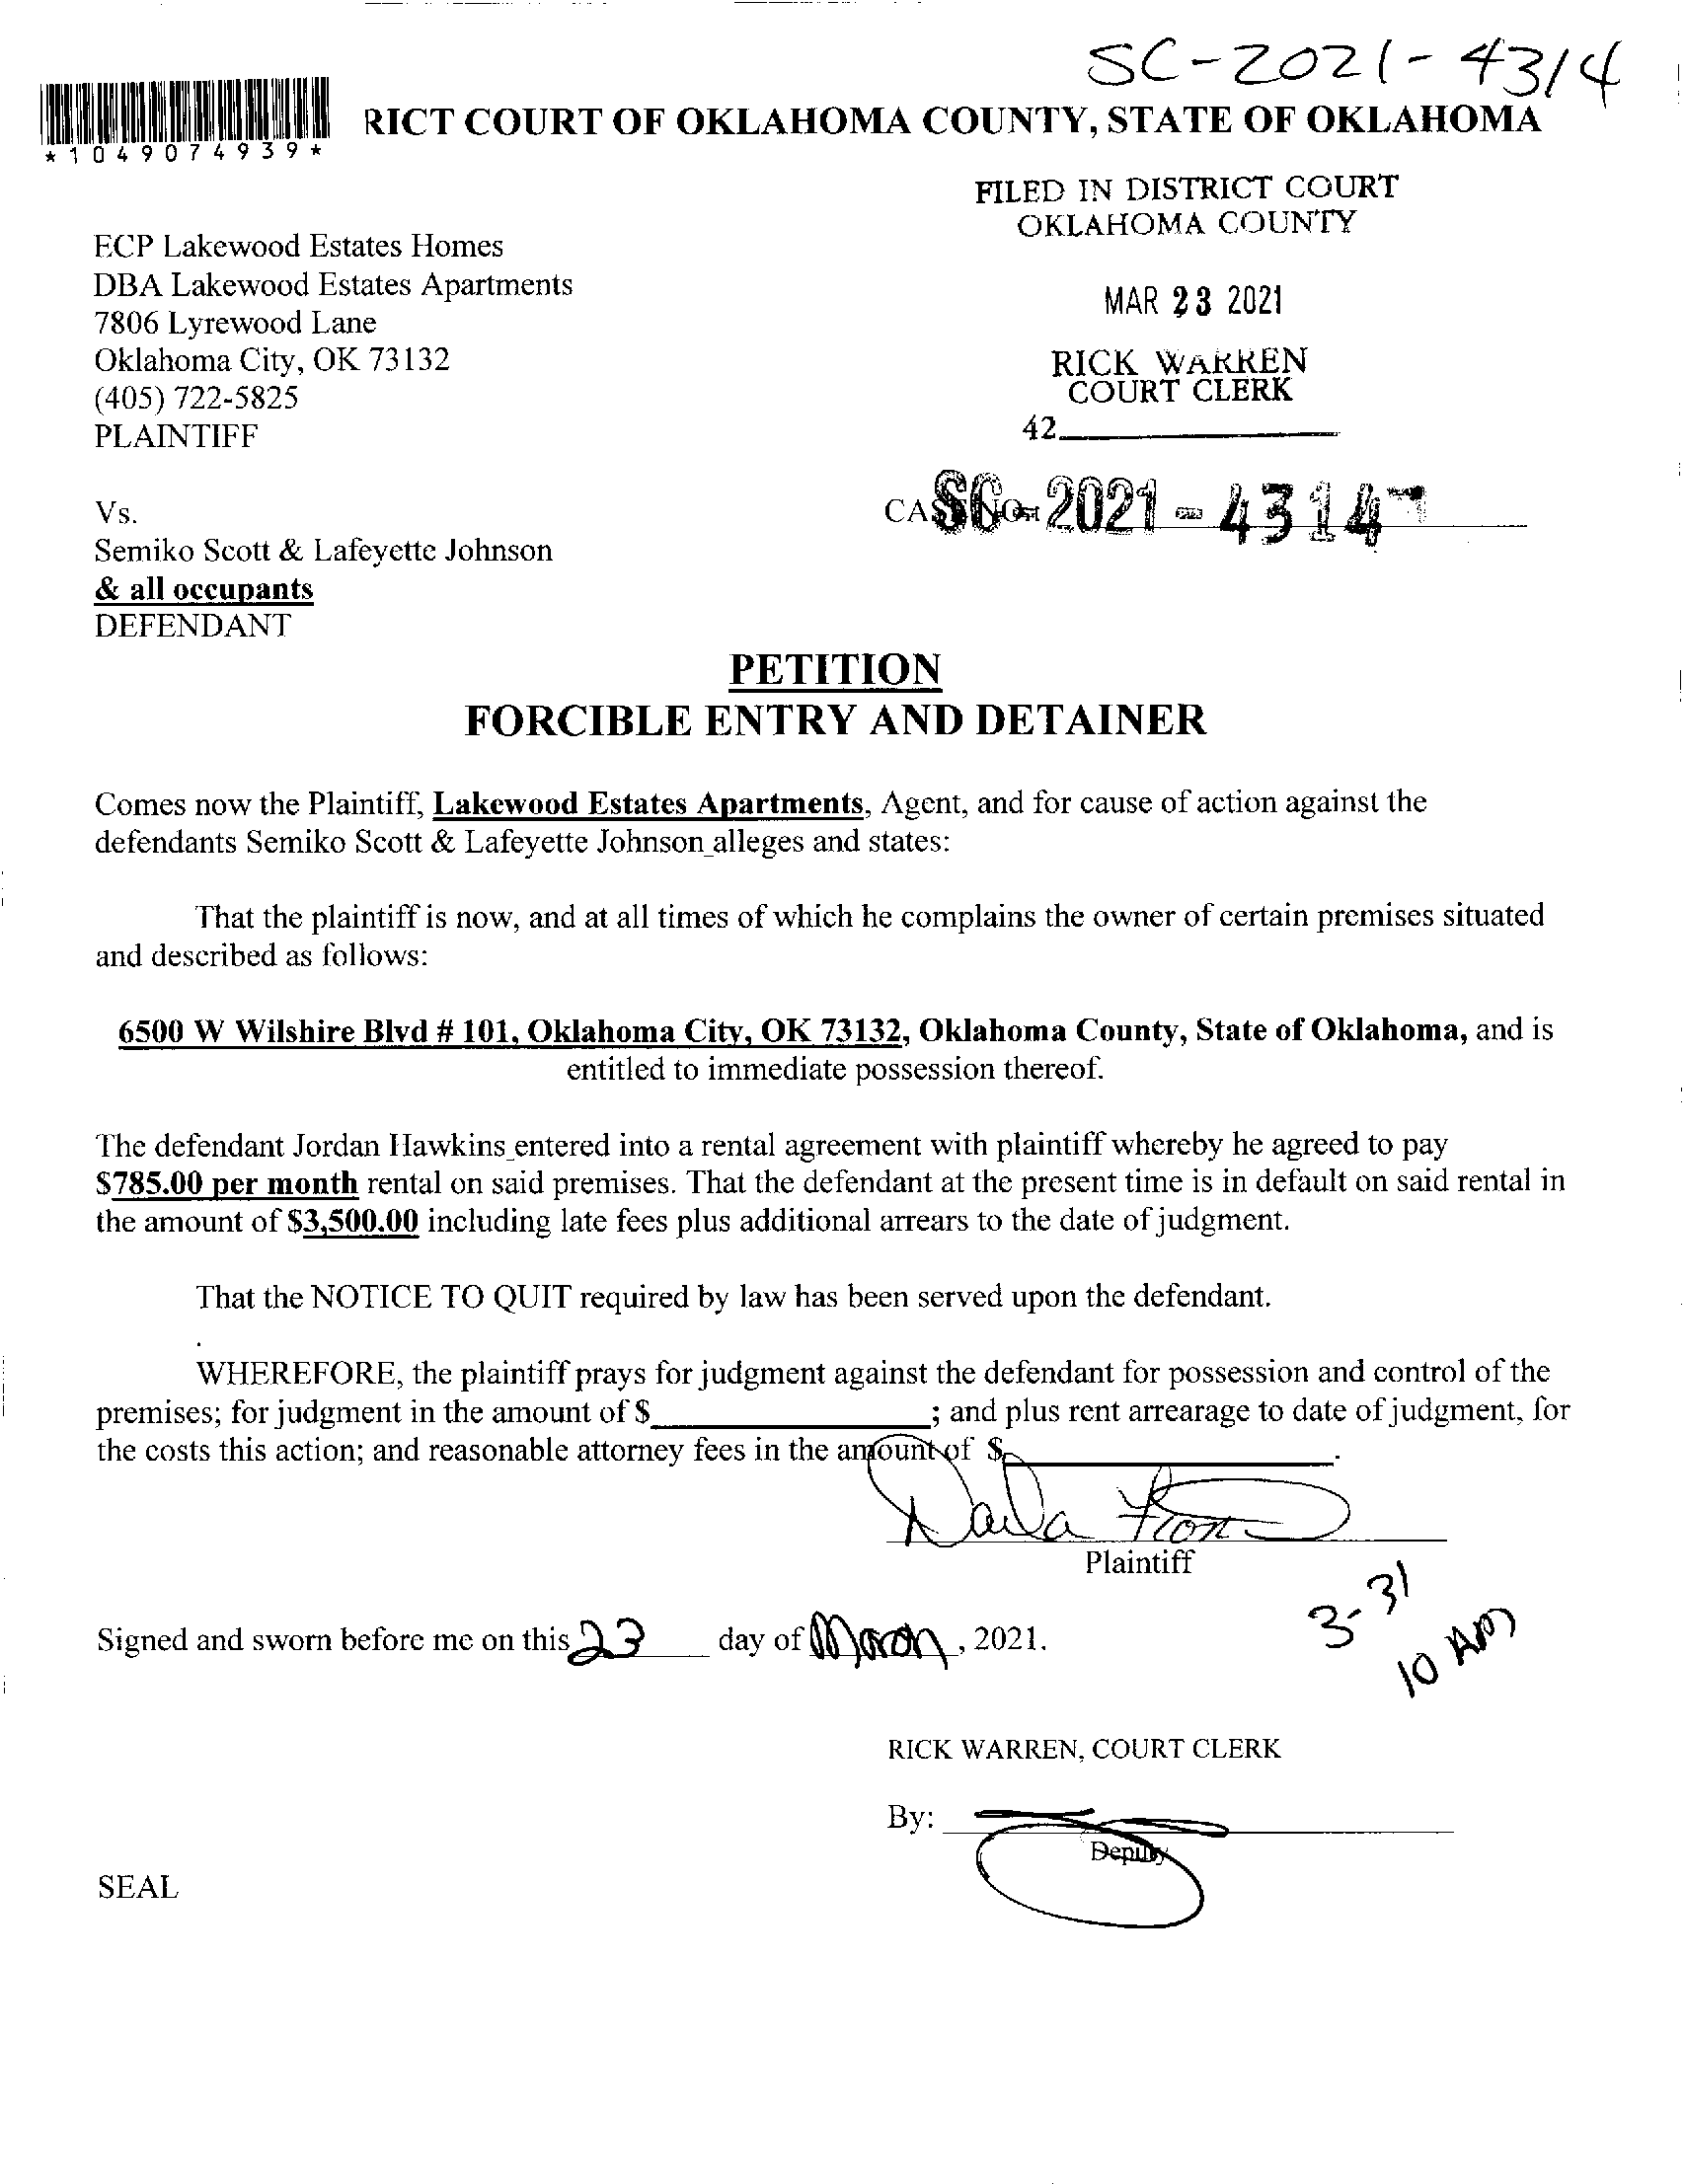 SC-2021-4314
RICT COURT OF OKLAHOMA COUNTY, STATE OF OKLAHOMA
*1049074939*
FILED IN DISTRICT COURT
OKLAHOMA COUNTY
MAR 23 2021
RICK WARREN
COURT CLERK
42
ECP Lakewood Estates Homes
DBA Lakewood Estates Apartments
7806 Lyrewood Lane
Oklahoma City, OK 73132
(405) 722-5825
PLAINTIFF
SC-2021-4314
Vs.
Semiko Scott & Lafeyette Johnson
& all occupants
DEFENDANT
PETITION
FORCIBLE ENTRY AND DETAINER
Comes now the Plaintiff, Lakewood Estates Apartments, Agent, and for cause of action against the
defendants Semiko Scott & Lafeyette Johnson alleges and states:
That the plaintiff is now, and at all times of which he complains the owner of certain premises situated
and described as follows:
6500 W Wilshire Blvd # 101, Oklahoma City, OK 73132, Oklahoma County, State of Oklahoma, and is
entitled to immediate possession thereof.
The defendant Jordan Hawkins entered into a rental agreement with plaintiff whereby he agreed to pay
$785.00 per month rental on said premises. That the defendant at the present time is in default on said rental in
the amount of $3,500.00 including late fees plus additional arrears to the date of judgment.
That the NOTICE TO QUIT required by law has been served upon the defendant.
.
WHEREFORE, the plaintiff prays for judgment against the defendant for possession and control of the
premises; for judgment in the amount of $____; and plus rent arrearage to date of judgment, for
the costs this action; and reasonable attorney fees in the amount of $____.
Plaintiff
3-31
10 AM
Signed and sworn before me on this 23 day of March, 2021.
RICK WARREN, COURT CLERK
By:
Deputy
SEAL